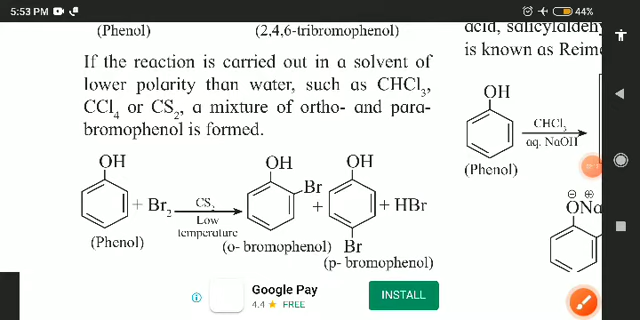 5:53 PM
44%
(Phenol)
(2,4,6-tribromophenol)
If the reaction is carried out in a solvent of
lower polarity than water, such as CHCl₃,
CCl₄ or CS₂, a mixture of ortho- and para-
bromophenol is formed.
OH
OH
OH
+ Br₂
CS₂
Low
temperature
Br
+
+ HBr
(Phenol)
(o- bromophenol)
Br
(p- bromophenol)
acid,
is known as
OH
CHCl₃
aq. NaOH
(Phenol)
⊖ ⊕
ONa
Google Pay
4.4 ★ FREE
INSTALL